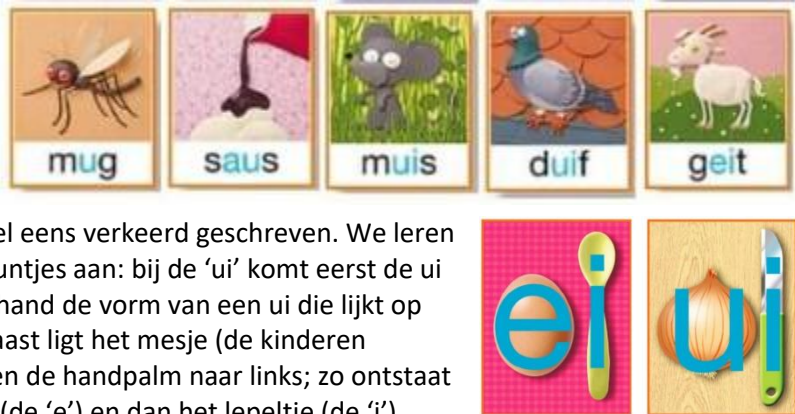 mug saus muis duif geit
el eens verkeerd geschreven. We leren
untjes aan: bij de ‘ui’ komt eerst de ui
hand de vorm van een ui die lijkt op
ast ligt het mesje (de kinderen
en de handpalm naar links; zo ontstaat
(de ‘e’) en dan het lepeltje (de ‘i’)
ei ui